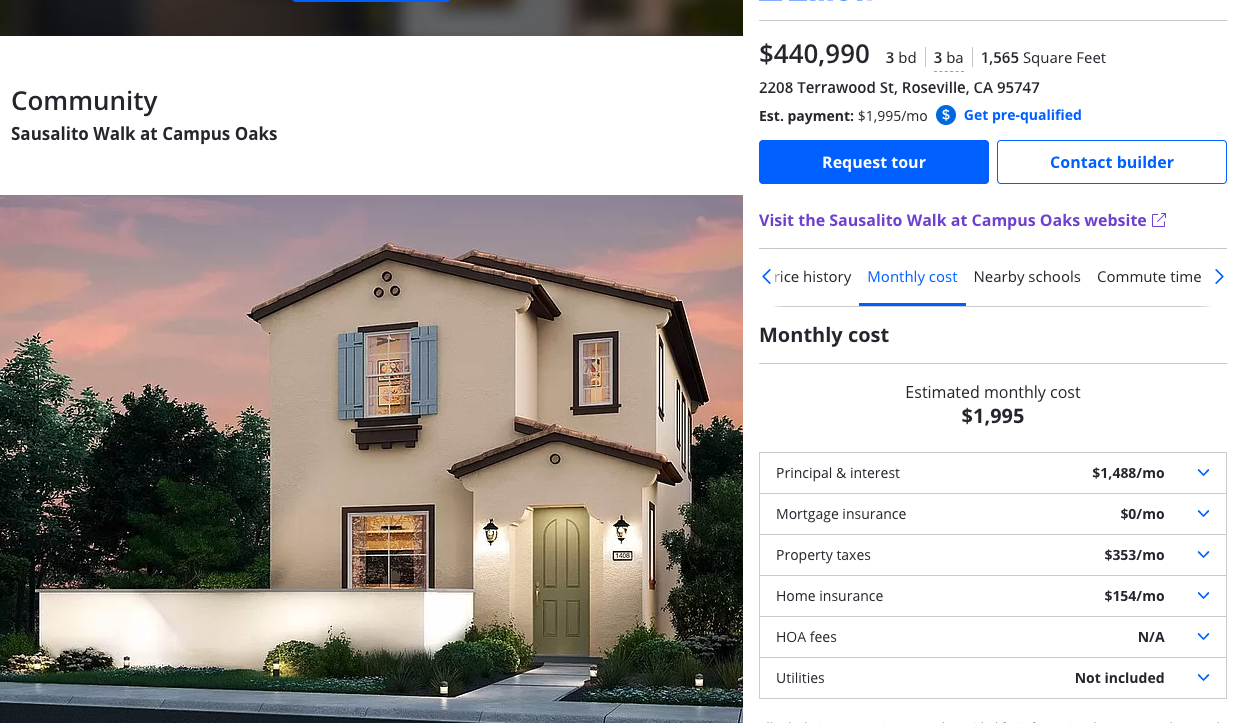 Community
Sausalito Walk at Campus Oaks
1408
$440,990 3 bd 3 ba 1,565 Square Feet
2208 Terrawood St, Roseville, CA 95747
Est. payment: $1,995/mo $ Get pre-qualified
Request tour Contact builder
Visit the Sausalito Walk at Campus Oaks website
rice history Monthly cost Nearby schools Commute time
Monthly cost
Estimated monthly cost
$1,995
Principal & interest $1,488/mo
Mortgage insurance $0/mo
Property taxes $353/mo
Home insurance $154/mo
HOA fees N/A
Utilities Not included